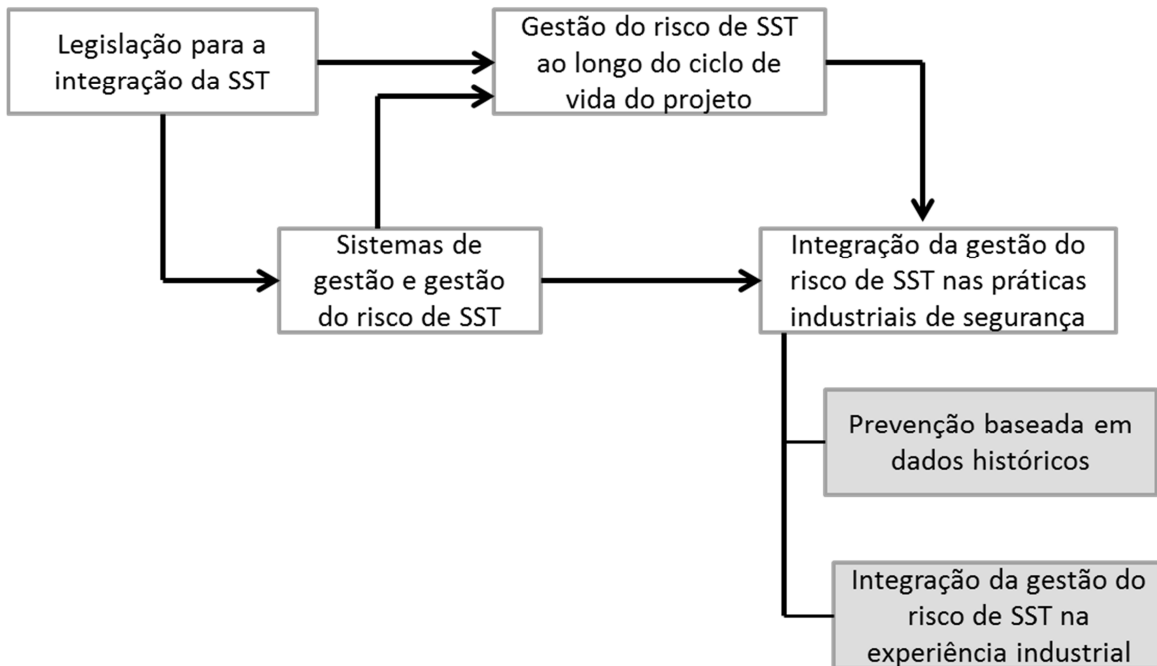 Legislação para a
integração da SST
Gestão do risco de SST
ao longo do ciclo de
vida do projeto
Sistemas de
gestão e gestão
do risco de SST
Integração da gestão do
risco de SST nas práticas
industriais de segurança
Prevenção baseada em
dados históricos
Integração da gestão do
risco de SST na
experiência industrial